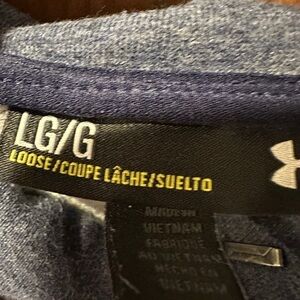 LG/G
LOOSE/COUPE LÂCHE/SUELTO
MADE IN
VIETNAM
FABRIQUÉ
AU VIETNAM
HECHO EN
VIETNAM